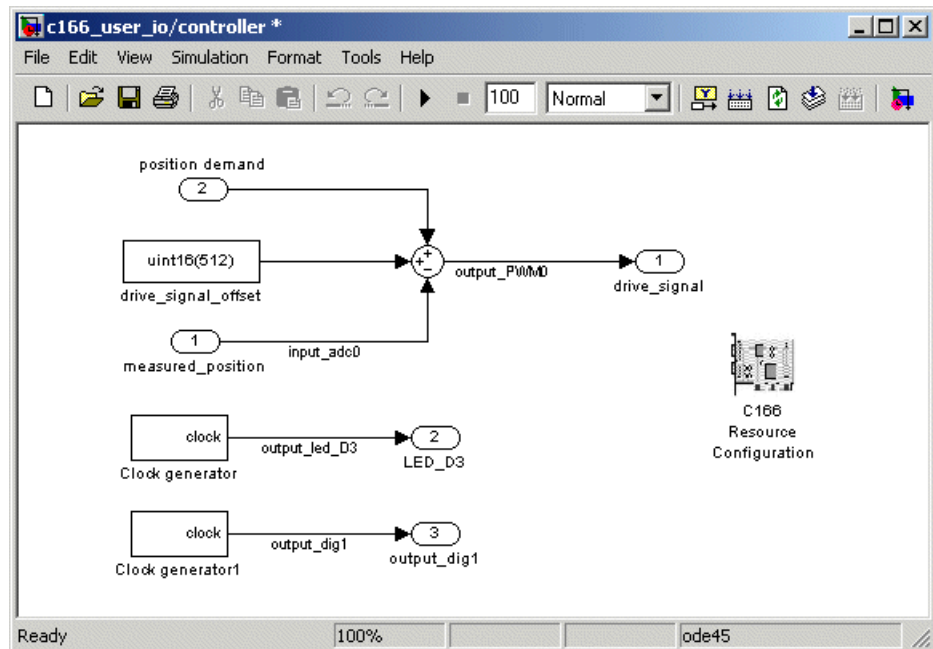 c166_user_io/controller *
File Edit View Simulation Format Tools Help
100 Normal
position demand
2
uint16(512)
drive_signal_offset
+
+
−
output_PWM0
1
drive_signal
1
measured_position
input_adc0
C166
Resource
Configuration
clock
Clock generator
output_led_D3
2
LED_D3
clock
Clock generator1
output_dig1
3
output_dig1
Ready 100% ode45